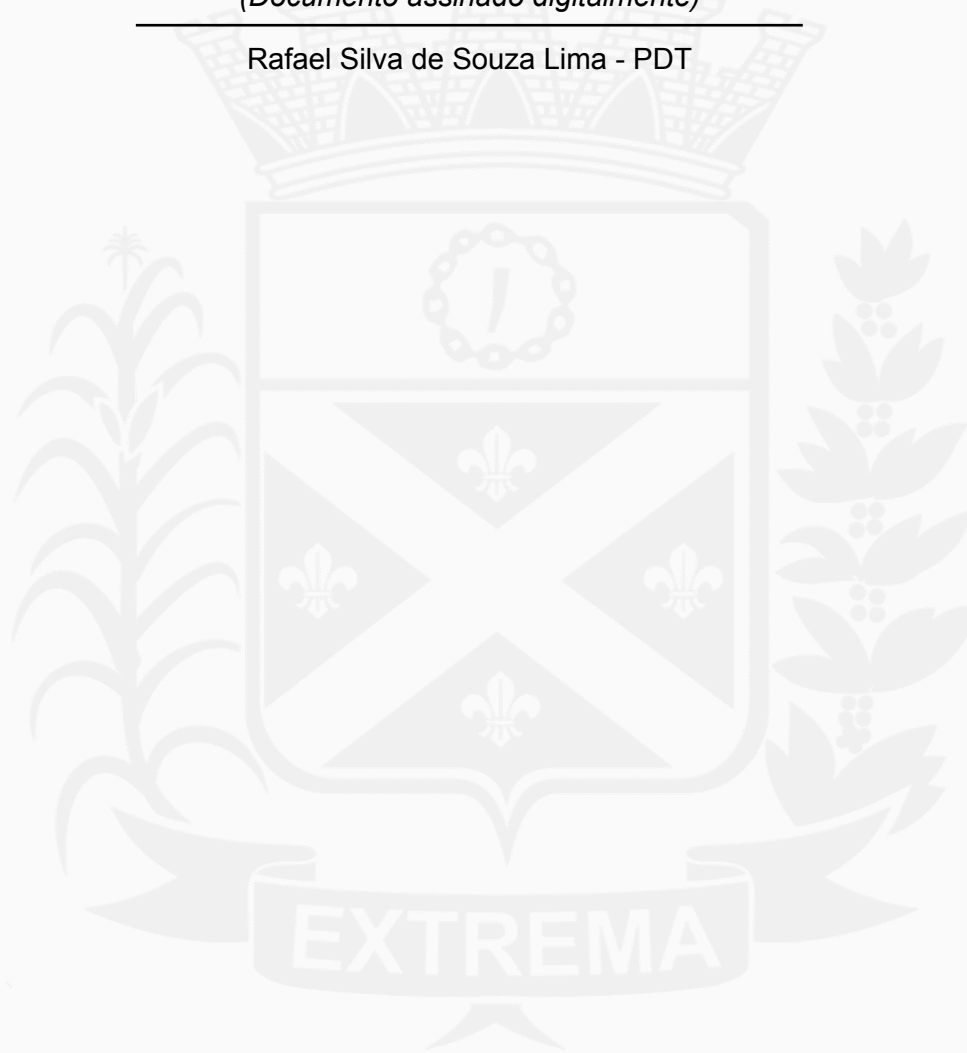 (Documento assinado digitalmente)
Rafael Silva de Souza Lima - PDT
EXTREMA